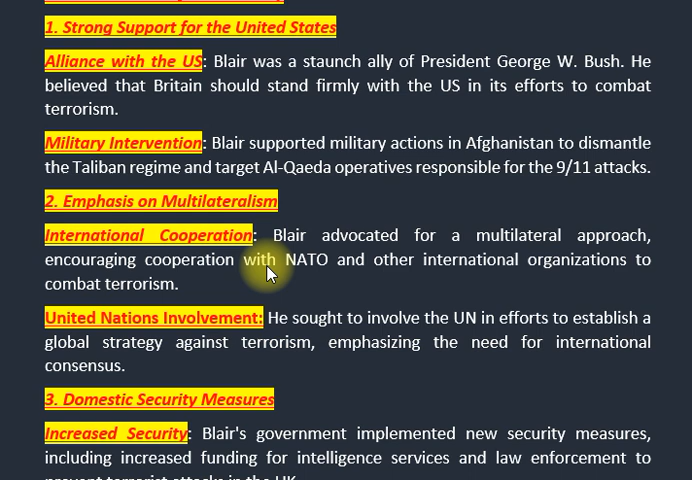 1. Strong Support for the United States
Alliance with the US: Blair was a staunch ally of President George W. Bush. He
believed that Britain should stand firmly with the US in its efforts to combat
terrorism.
Military Intervention: Blair supported military actions in Afghanistan to dismantle
the Taliban regime and target Al-Qaeda operatives responsible for the 9/11 attacks.
2. Emphasis on Multilateralism
International Cooperation: Blair advocated for a multilateral approach,
encouraging cooperation with NATO and other international organizations to
combat terrorism.
United Nations Involvement: He sought to involve the UN in efforts to establish a
global strategy against terrorism, emphasizing the need for international
consensus.
3. Domestic Security Measures
Increased Security: Blair's government implemented new security measures,
including increased funding for intelligence services and law enforcement to
prevent terrorist attacks in the UK.